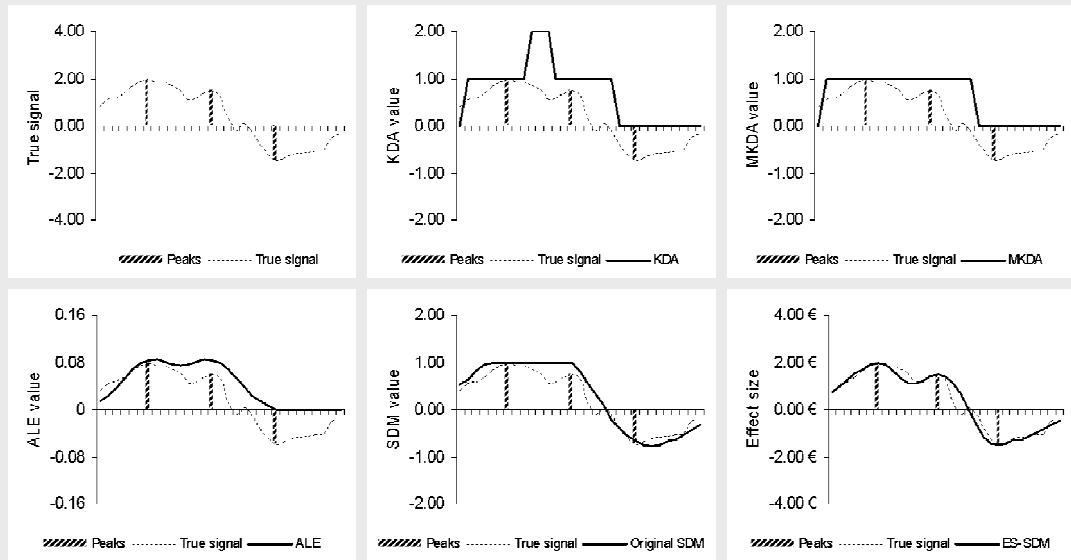 4.00
2.00
0.00
-2.00
-4.00
True signal
Peaks True signal
2.00
1.00
0.00
-1.00
-2.00
KDA value
Peaks True signal KDA
2.00
1.00
0.00
-1.00
-2.00
MKDA value
Peaks True signal MKDA
0.16
0.08
0
-0.08
-0.16
ALE value
Peaks True signal ALE
2.00
1.00
0.00
-1.00
-2.00
SDM value
Peaks True signal Original SDM
4.00 €
2.00 €
0.00 €
-2.00 €
-4.00 €
Effect size
Peaks True signal ES-SDM